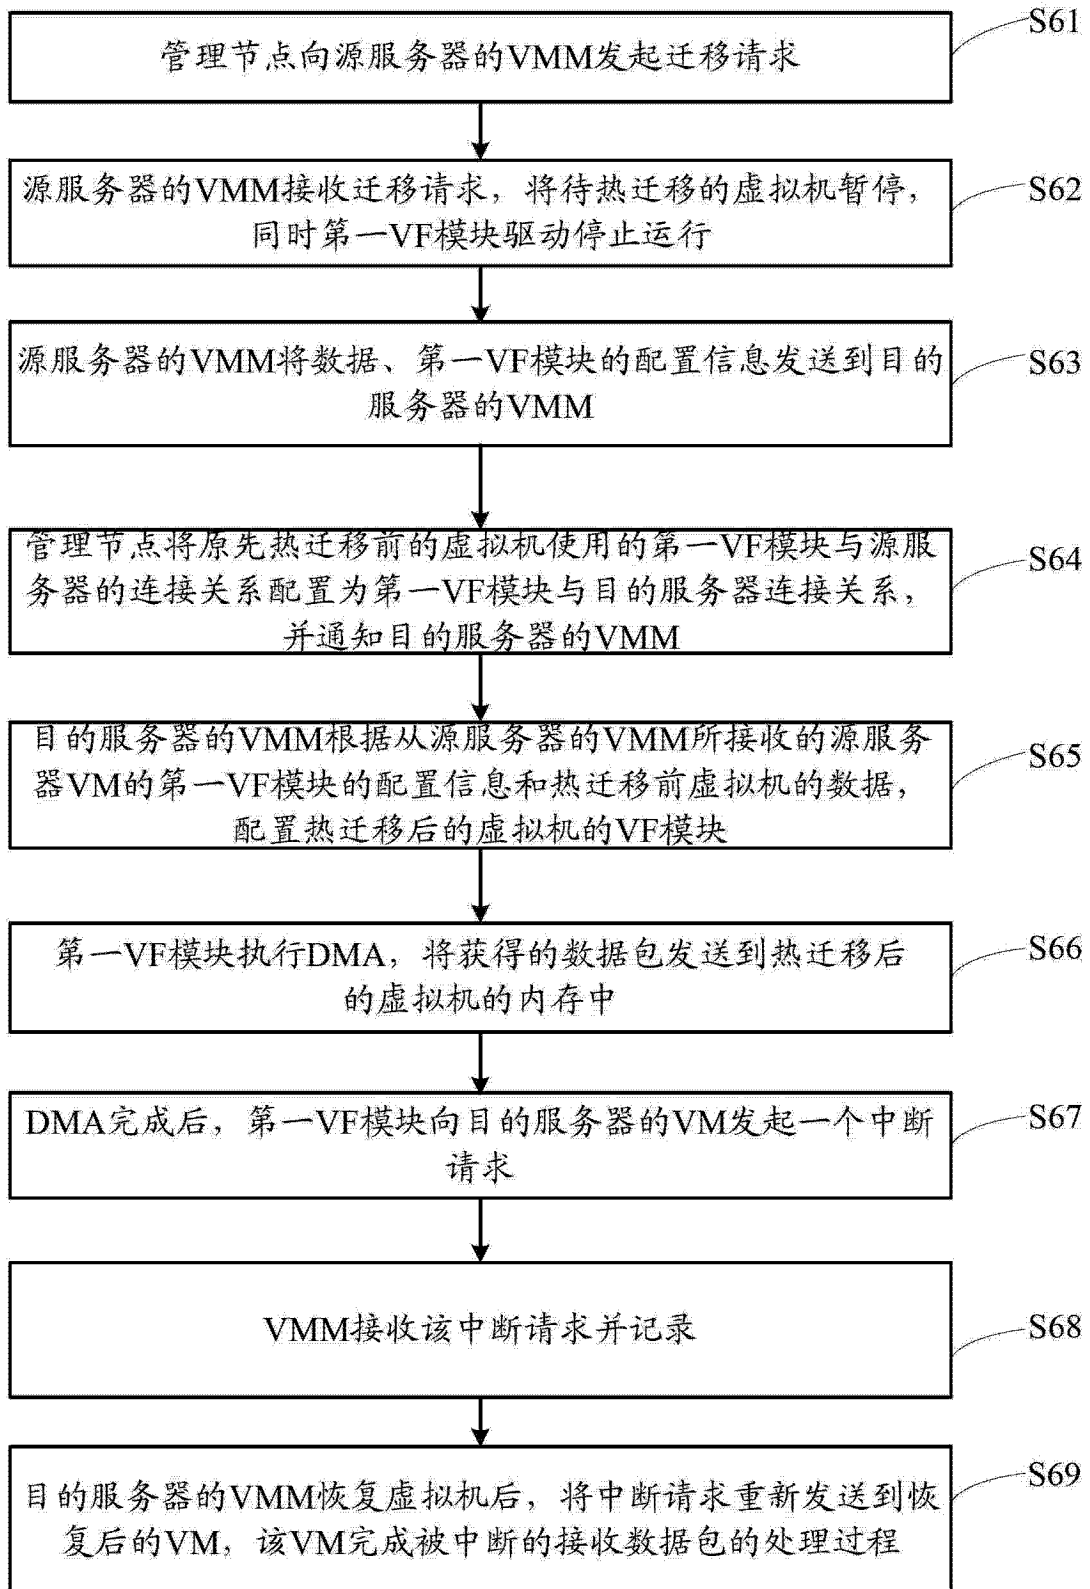 管理节点向源服务器的VMM发起迁移请求
S61
源服务器的VMM接收迁移请求，将待热迁移的虚拟机暂停，
同时第一VF模块驱动停止运行
S62
源服务器的VMM将数据、第一VF模块的配置信息发送到目的
服务器的VMM
S63
管理节点将原先热迁移前的虚拟机使用的第一VF模块与源服
务器的连接关系配置为第一VF模块与目的服务器连接关系，
并通知目的服务器的VMM
S64
目的服务器的VMM根据从源服务器的VMM所接收的源服务
器VM的第一VF模块的配置信息和热迁移前虚拟机的数据，
配置热迁移后的虚拟机的VF模块
S65
第一VF模块执行DMA，将获得的数据包发送到热迁移后
的虚拟机的内存中
S66
DMA完成后，第一VF模块向目的服务器的VM发起一个中断
请求
S67
VMM接收该中断请求并记录
S68
目的服务器的VMM恢复虚拟机后，将中断请求重新发送到恢
复后的VM，该VM完成被中断的接收数据包的处理过程
S69